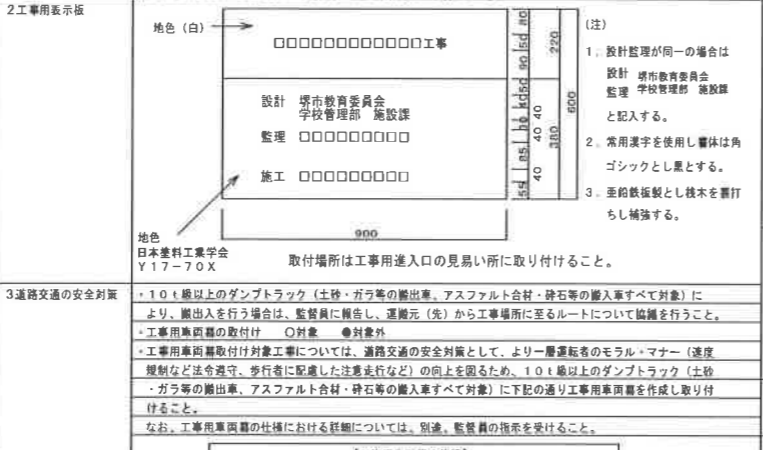 2工事用表示板
地色（白）
□□□□□□□□□□□□工事
設計 堺市教育委員会
学校管理部 施設課
監理 □□□□□□□□□
施工 □□□□□□□□□
80
50
90
220
50
40
40
380
85
40
55
600
900
地色
日本塗料工業学会
Y17-70X
取付場所は工事用進入口の見易い所に取り付けること。
（注）
1．設計監理が同一の場合は
設計 堺市教育委員会
監理 学校管理部 施設課
と記入する。
2．常用漢字を使用し書体は角
ゴシックとし黒とする。
3．亜鉛鉄板製とし桟木を裏打
ちし補強する。
3道路交通の安全対策
・10t級以上のダンプトラック（土砂・ガラ等の搬出車、アスファルト合材・砕石等の搬入車すべて対象）に
より、搬出入を行う場合は、監督員に報告し、運搬元（先）から工事場所に至るルートについて協議を行うこと。
・工事用車両幕の取付け ○対象 ●対象外
・工事用車両幕取付け対象工事については、道路交通の安全対策として、より一層運転者のモラル・マナー（速度
規制など法令遵守、歩行者に配慮した注意走行など）の向上を図るため、10t級以上のダンプトラック（土砂
・ガラ等の搬出車、アスファルト合材・砕石等の搬入車すべて対象）に下記の通り工事用車両幕を作成し取り付
けること。
なお、工事用車両幕の仕様における詳細については、別途、監督員の指示を受けること。